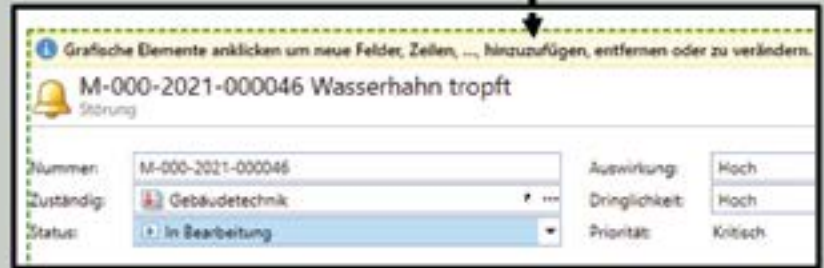 Grafische Elemente anklicken um neue Felder, Zeilen, ..., hinzuzufügen, entfernen oder zu verändern.
M-000-2021-000046 Wasserhahn tropft
Störung
Nummer: M-000-2021-000046 Auswirkung: Hoch
Zuständig: Gebäudetechnik ... Dringlichkeit: Hoch
Status: In Bearbeitung Priorität: Kritisch